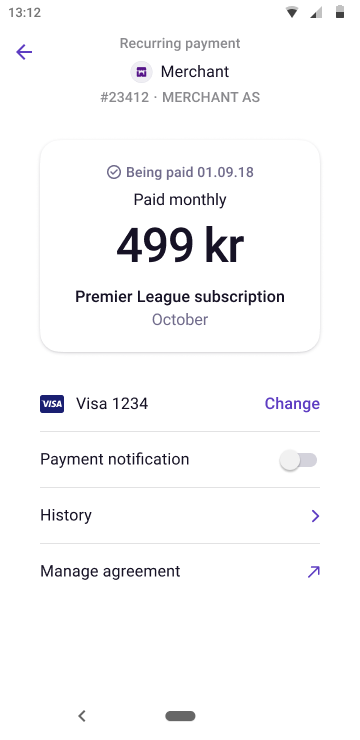 13:12
Recurring payment
Merchant
#23412 · MERCHANT AS
Being paid 01.09.18
Paid monthly
499 kr
Premier League subscription
October
VISA Visa 1234 Change
Payment notification
History
Manage agreement